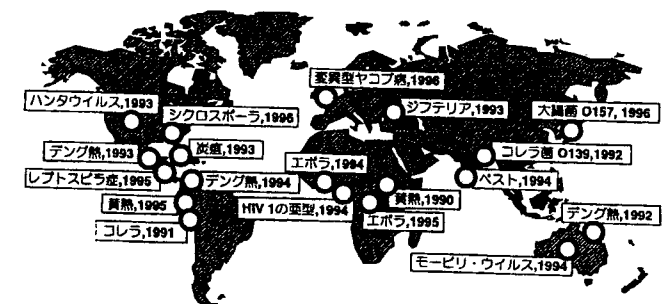 変異型ヤコブ病,1996
ハンタウイルス,1993
シクロスポーラ,1996
ジフテリア,1993
大腸菌 O157, 1996
デング熱,1993
炭疽,1993
エボラ,1994
コレラ菌 O139,1992
レプトスピラ症,1995
デング熱,1994
黄熱,1990
ペスト,1994
黄熱,1995
HIV 1の亜型,1994
エボラ,1995
デング熱,1992
コレラ,1991
モービリ・ウイルス,1994